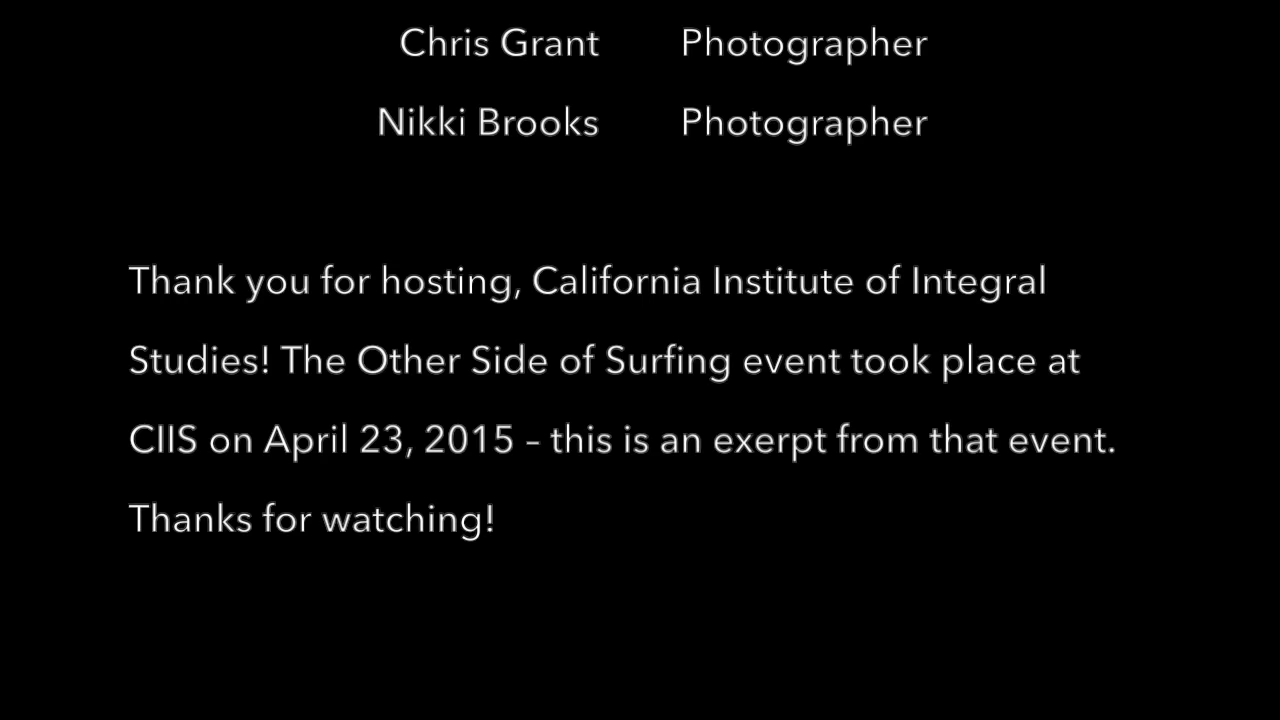 Chris Grant Photographer
Nikki Brooks Photographer
Thank you for hosting, California Institute of Integral
Studies! The Other Side of Surfing event took place at
CIIS on April 23, 2015 – this is an exerpt from that event.
Thanks for watching!